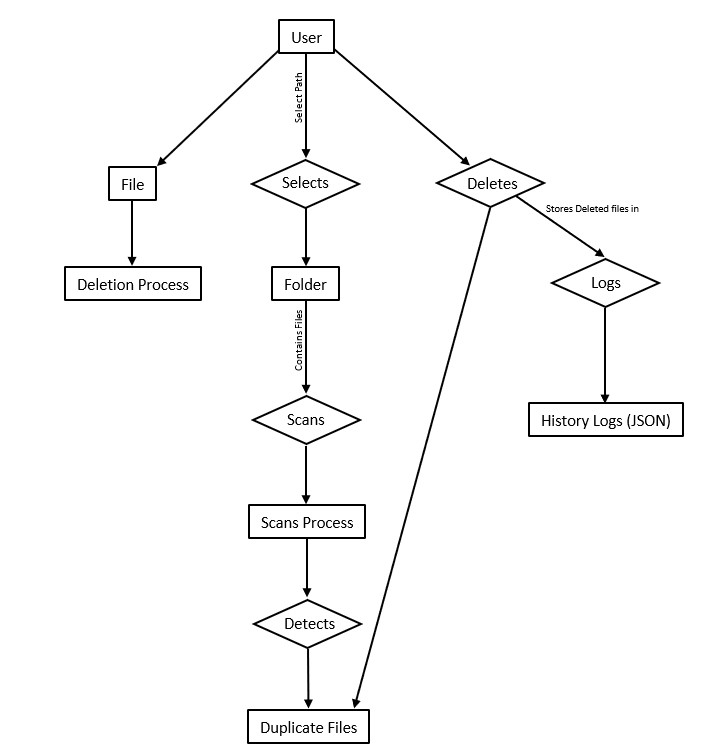 User
Select Path
File
Selects
Deletes
Stores Deleted files in
Deletion Process
Folder
Logs
Contains Files
Scans
History Logs (JSON)
Scans Process
Detects
Duplicate Files